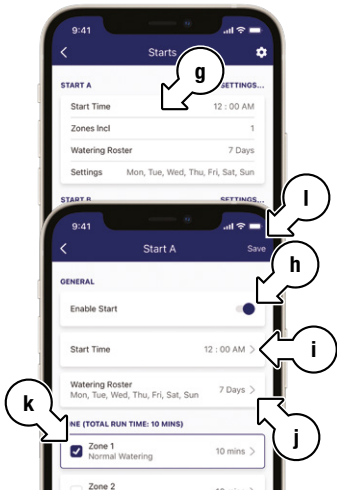 9:41
Starts
g
START A SETTINGS...
Start Time 12 : 00 AM
Zones Incl 1
Watering Roster 7 Days
Settings Mon, Tue, Wed, Thu, Fri, Sat, Sun
START B SETTINGS...
l
9:41
Start A Save
h
GENERAL
Enable Start
Start Time 12 : 00 AM
i
Watering Roster 7 Days
Mon, Tue, Wed, Thu, Fri, Sat, Sun
k
j
NE (TOTAL RUN TIME: 10 MINS)
Zone 1
Normal Watering 10 mins
Zone 2